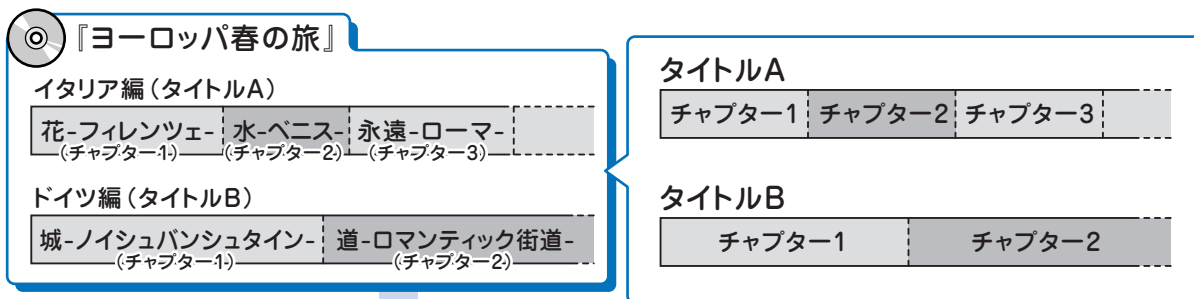 『ヨーロッパ春の旅』
イタリア編（タイトルA）
花-フィレンツェ- 水-ベニス- 永遠-ローマ-
（チャプター1） （チャプター2） （チャプター3）
ドイツ編（タイトルB）
城-ノイシュバンシュタイン- 道-ロマンティック街道-
（チャプター1） （チャプター2）
タイトルA
チャプター1 チャプター2 チャプター3
タイトルB
チャプター1 チャプター2